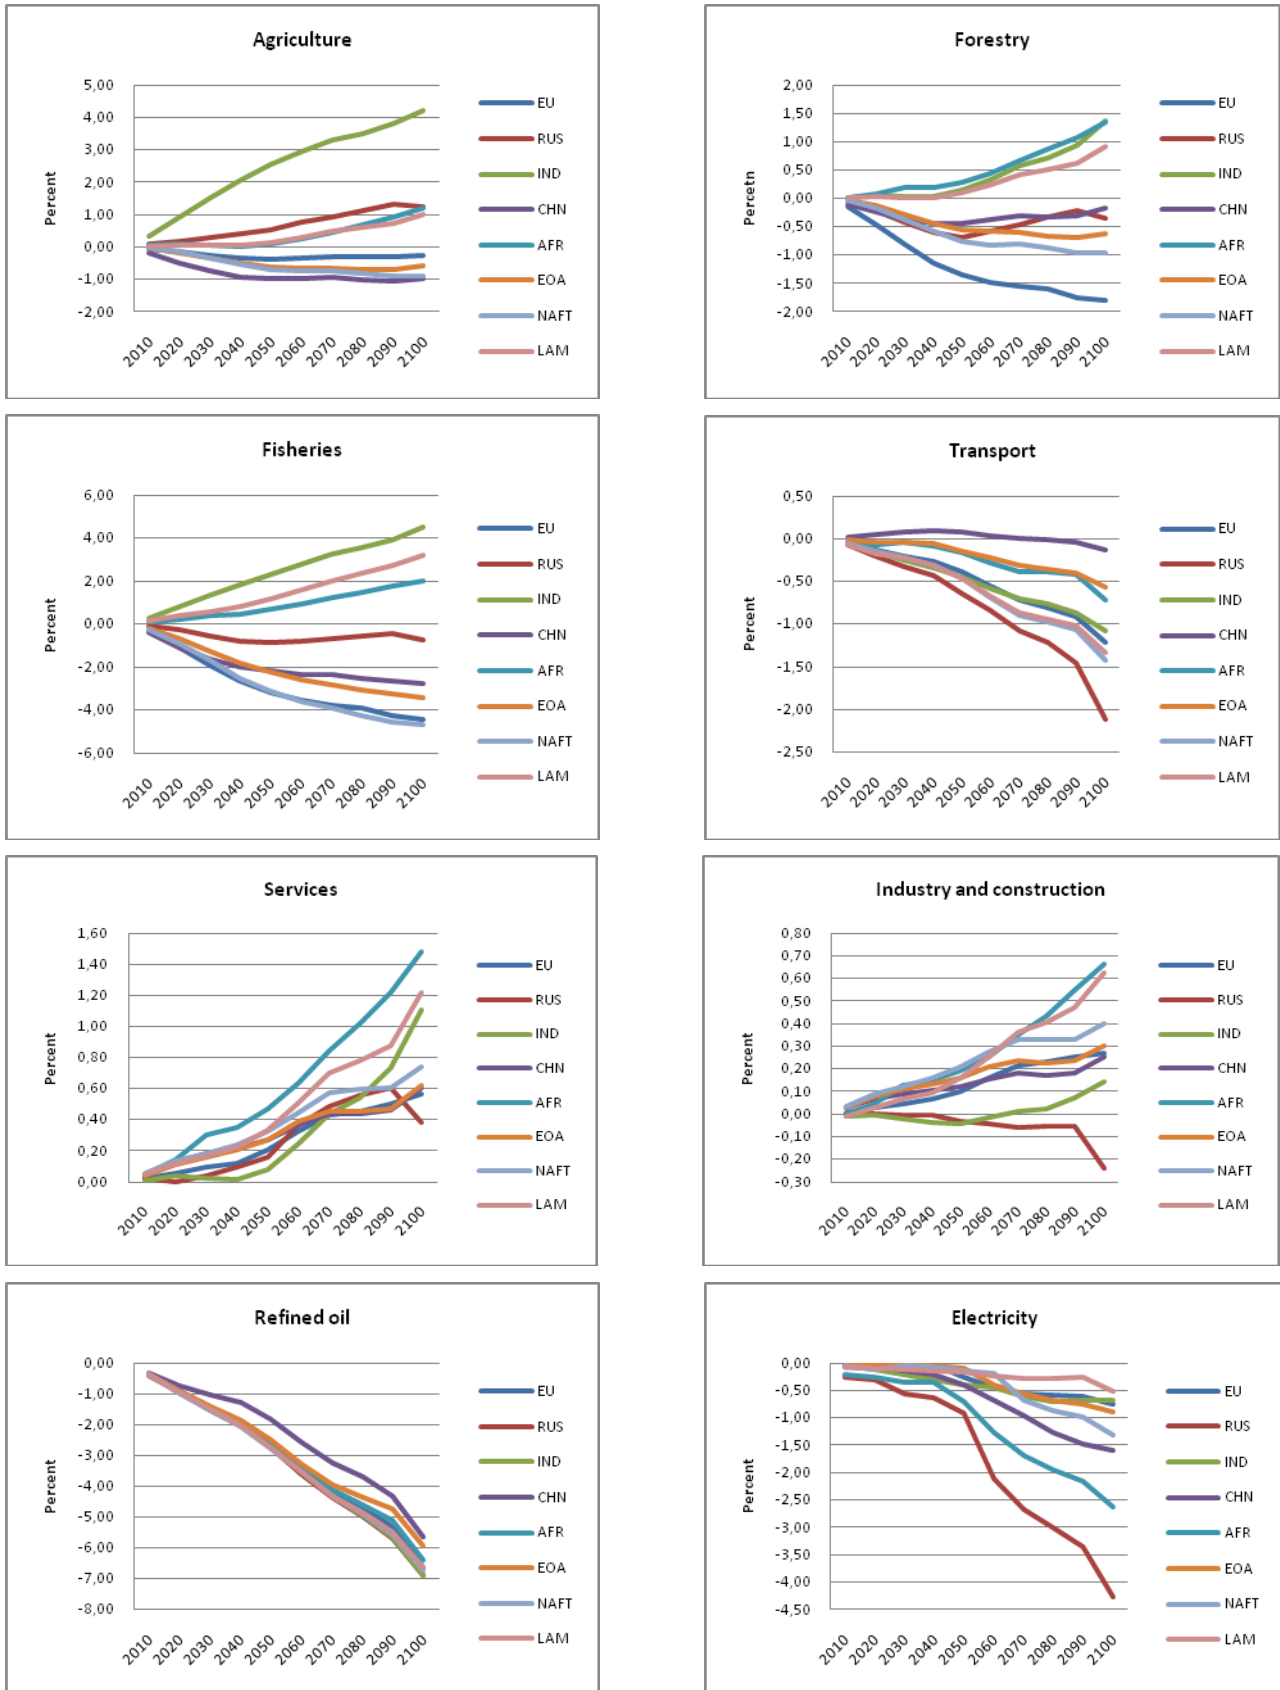 Agriculture
Percent
5,00
4,00
3,00
2,00
1,00
0,00
-1,00
-2,00
2010 2020 2030 2040 2050 2060 2070 2080 2090 2100
EU
RUS
IND
CHN
AFR
EOA
NAFT
LAM
Forestry
Percetn
2,00
1,50
1,00
0,50
0,00
-0,50
-1,00
-1,50
-2,00
2010 2020 2030 2040 2050 2060 2070 2080 2090 2100
EU
RUS
IND
CHN
AFR
EOA
NAFT
LAM
Fisheries
Percent
6,00
4,00
2,00
0,00
-2,00
-4,00
-6,00
2010 2020 2030 2040 2050 2060 2070 2080 2090 2100
EU
RUS
IND
CHN
AFR
EOA
NAFT
LAM
Transport
Percent
0,50
0,00
-0,50
-1,00
-1,50
-2,00
-2,50
2010 2020 2030 2040 2050 2060 2070 2080 2090 2100
EU
RUS
IND
CHN
AFR
EOA
NAFT
LAM
Services
Percent
1,60
1,40
1,20
1,00
0,80
0,60
0,40
0,20
0,00
2010 2020 2030 2040 2050 2060 2070 2080 2090 2100
EU
RUS
IND
CHN
AFR
EOA
NAFT
LAM
Industry and construction
Percent
0,80
0,70
0,60
0,50
0,40
0,30
0,20
0,10
0,00
-0,10
-0,20
-0,30
2010 2020 2030 2040 2050 2060 2070 2080 2090 2100
EU
RUS
IND
CHN
AFR
EOA
NAFT
LAM
Refined oil
Percent
0,00
-1,00
-2,00
-3,00
-4,00
-5,00
-6,00
-7,00
-8,00
2010 2020 2030 2040 2050 2060 2070 2080 2090 2100
EU
RUS
IND
CHN
AFR
EOA
NAFT
LAM
Electricity
Percent
0,00
-0,50
-1,00
-1,50
-2,00
-2,50
-3,00
-3,50
-4,00
-4,50
2010 2020 2030 2040 2050 2060 2070 2080 2090 2100
EU
RUS
IND
CHN
AFR
EOA
NAFT
LAM